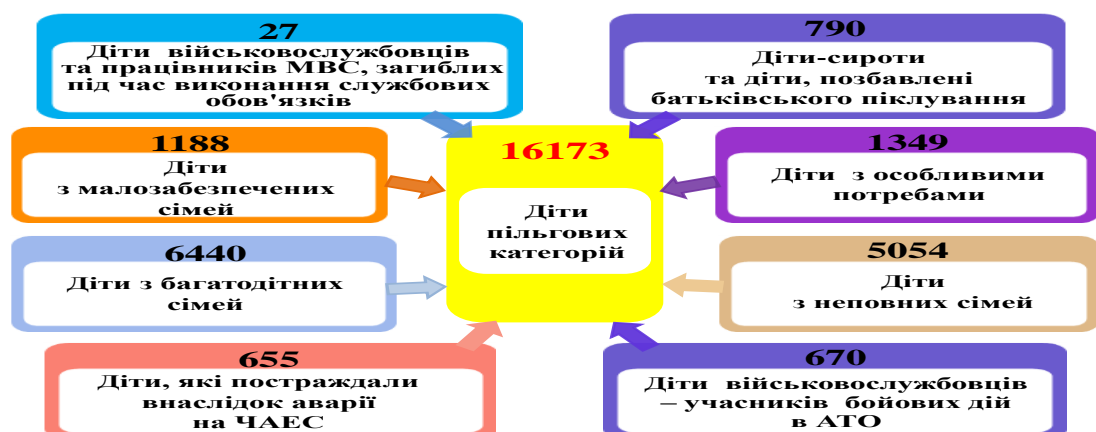 27
Діти військовослужбовців
та працівників МВС, загиблих
під час виконання службових
обов'язків
790
Діти-сироти
та діти, позбавлені
батьківського піклування
1188
Діти
з малозабезпечених
сімей
16173
Діти
пільгових
категорій
1349
Діти з особливими
потребами
6440
Діти з багатодітних
сімей
5054
Діти
з неповних сімей
655
Діти, які постраждали
внаслідок аварії
на ЧАЕС
670
Діти військовослужбовців
– учасників бойових дій
в АТО